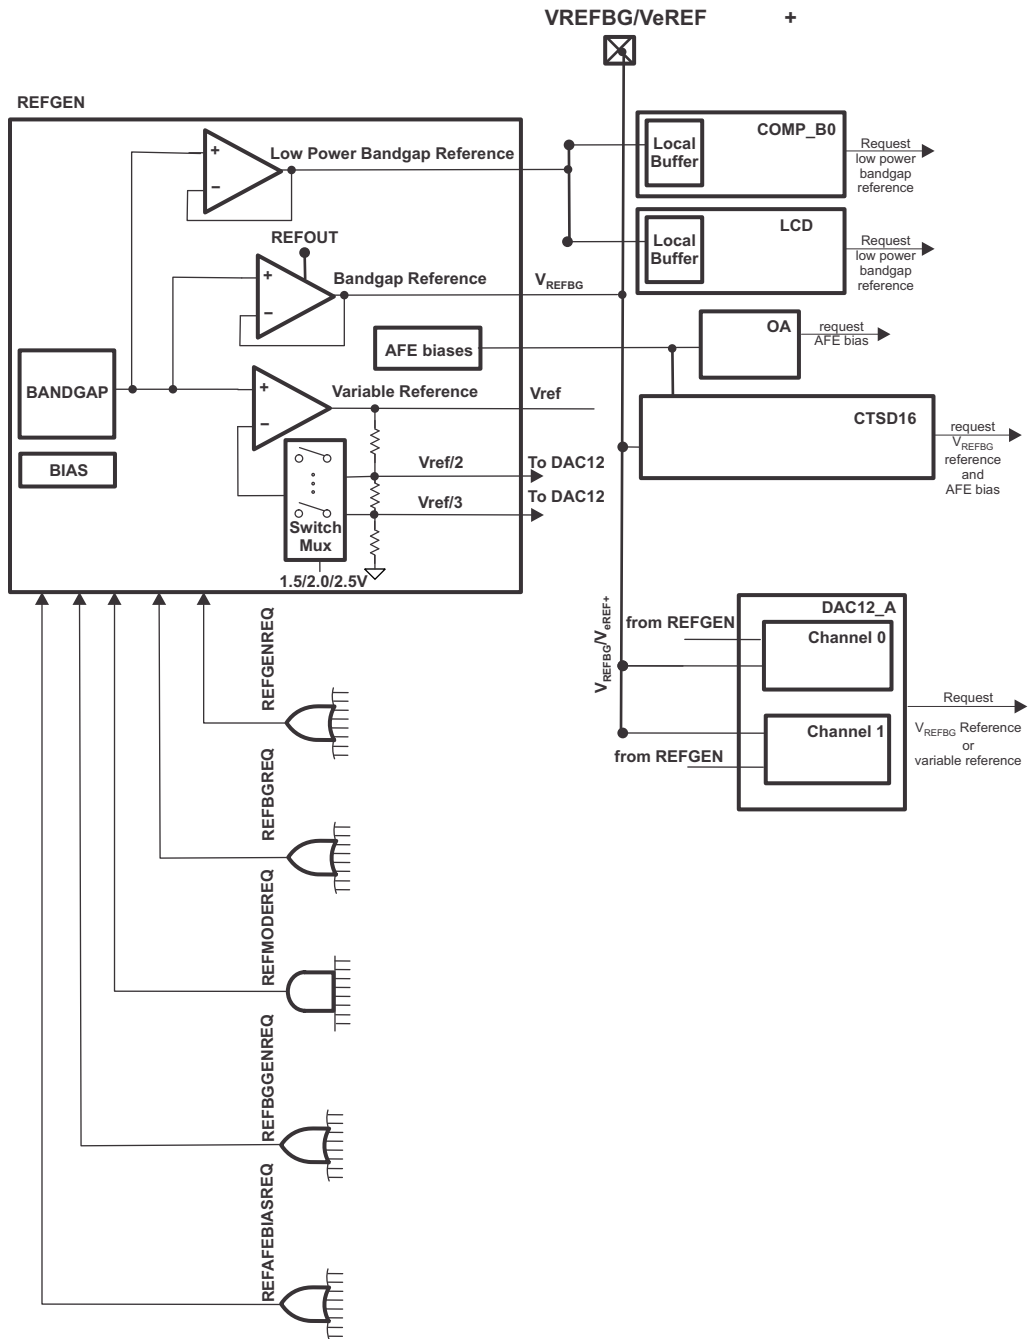 VREFBG/VeREF +
REFGEN
Low Power Bandgap Reference
+
−
REFOUT
Bandgap Reference
VREFBG
+
−
AFE biases
BANDGAP
BIAS
Variable Reference
Vref
+
−
Vref/2
To DAC12
Vref/3
To DAC12
Switch
Mux
1.5/2.0/2.5V
COMP_B0
Local
Buffer
Request
low power
bandgap
reference
LCD
Local
Buffer
Request
low power
bandgap
reference
OA
request
AFE bias
CTSD16
request
VREFBG
reference
and
AFE bias
VREFBG/VeREF+
DAC12_A
from REFGEN
Channel 0
Channel 1
from REFGEN
Request
VREFBG Reference
or
variable reference
REFGENREQ
REFBGREQ
REFMODEREQ
REFBGGENREQ
REFAFEBIASREQ